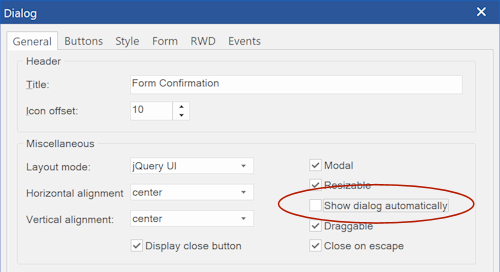 Dialog
General Buttons Style Form RWD Events
Header
Title: Form Confirmation
Icon offset: 10
Miscellaneous
Layout mode: jQuery UI Modal
Resizable
Horizontal alignment center
Show dialog automatically
Vertical alignment: center
Draggable
Display close button Close on escape